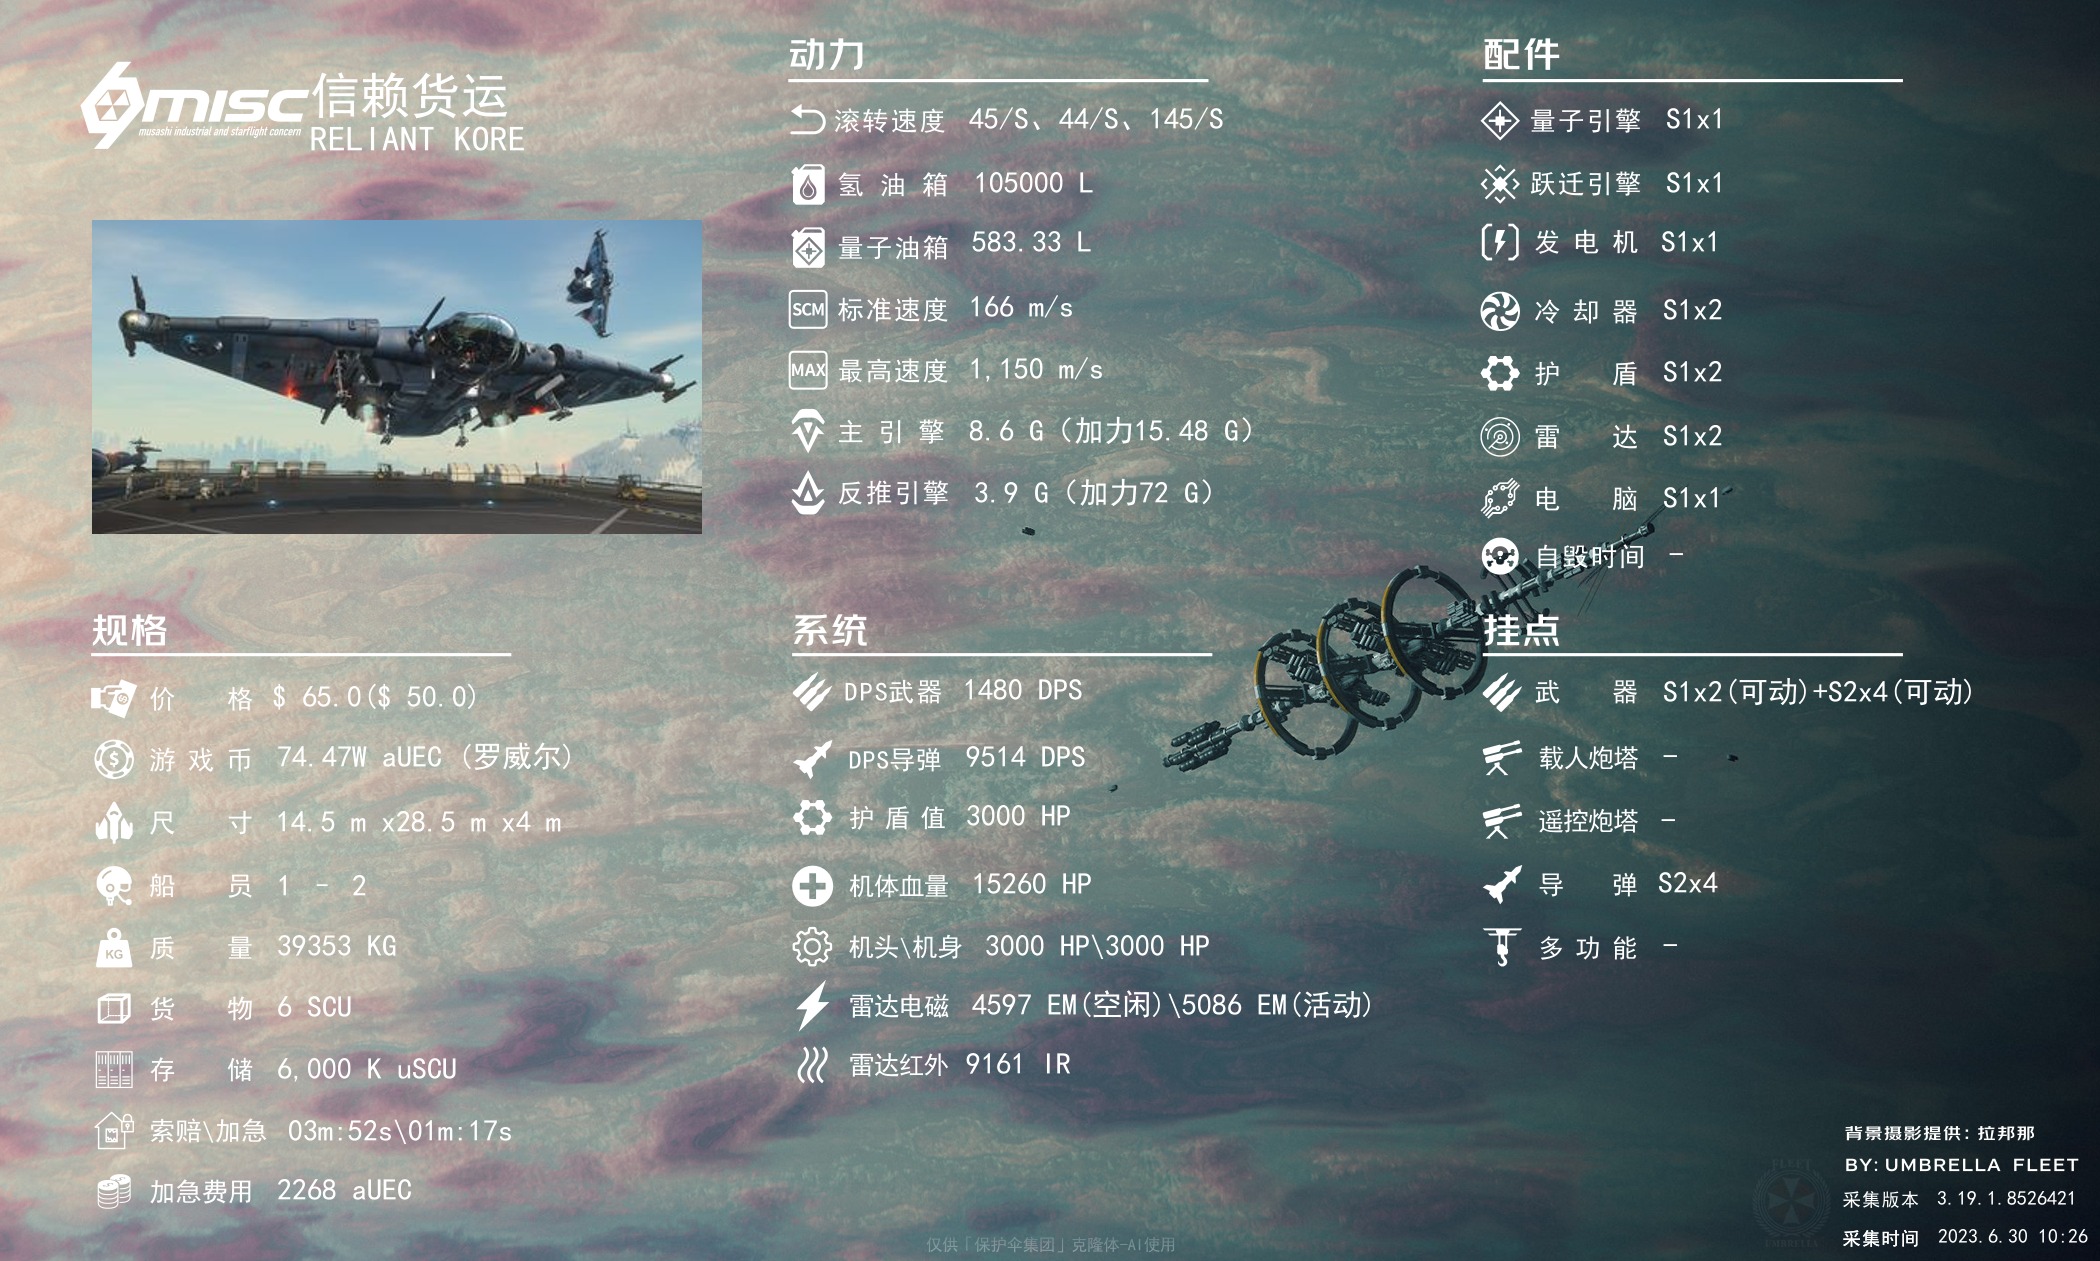 misc
musashi industrial and starflight concern
信赖货运
RELIANT KORE
动力
滚转速度 45/S、44/S、145/S
氢油箱 105000 L
量子油箱 583.33 L
SCM 标准速度 166 m/s
MAX 最高速度 1,150 m/s
主引擎 8.6 G（加力15.48 G）
反推引擎 3.9 G（加力72 G）
配件
量子引擎 S1x1
跃迁引擎 S1x1
发电机 S1x1
冷却器 S1x2
护盾 S1x2
雷达 S1x2
电脑 S1x1
自毁时间 -
规格
价格 $ 65.0($ 50.0)
游戏币 74.47W aUEC (罗威尔)
尺寸 14.5 m x28.5 m x4 m
船员 1 - 2
KG 质量 39353 KG
货物 6 SCU
存储 6,000 K uSCU
索赔\加急 03m:52s\01m:17s
加急费用 2268 aUEC
系统
DPS武器 1480 DPS
DPS导弹 9514 DPS
护盾值 3000 HP
机体血量 15260 HP
机头\机身 3000 HP\3000 HP
雷达电磁 4597 EM(空闲)\5086 EM(活动)
雷达红外 9161 IR
挂点
武器 S1x2(可动)+S2x4(可动)
载人炮塔 -
遥控炮塔 -
导弹 S2x4
多功能 -
背景摄影提供: 拉邦那
BY: UMBRELLA FLEET
采集版本 3.19.1.8526421
采集时间 2023.6.30 10:26
FLEET
UMBRELLA
仅供「保护伞集团」克隆体-AI使用